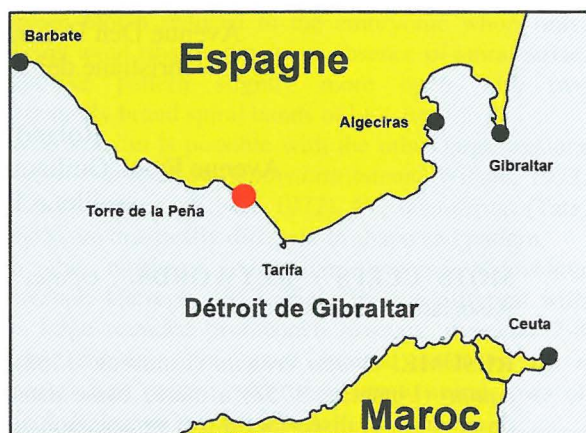 Barbate
Espagne
Algeciras
Gibraltar
Torre de la Peña
Tarifa
Détroit de Gibraltar
Ceuta
Maroc